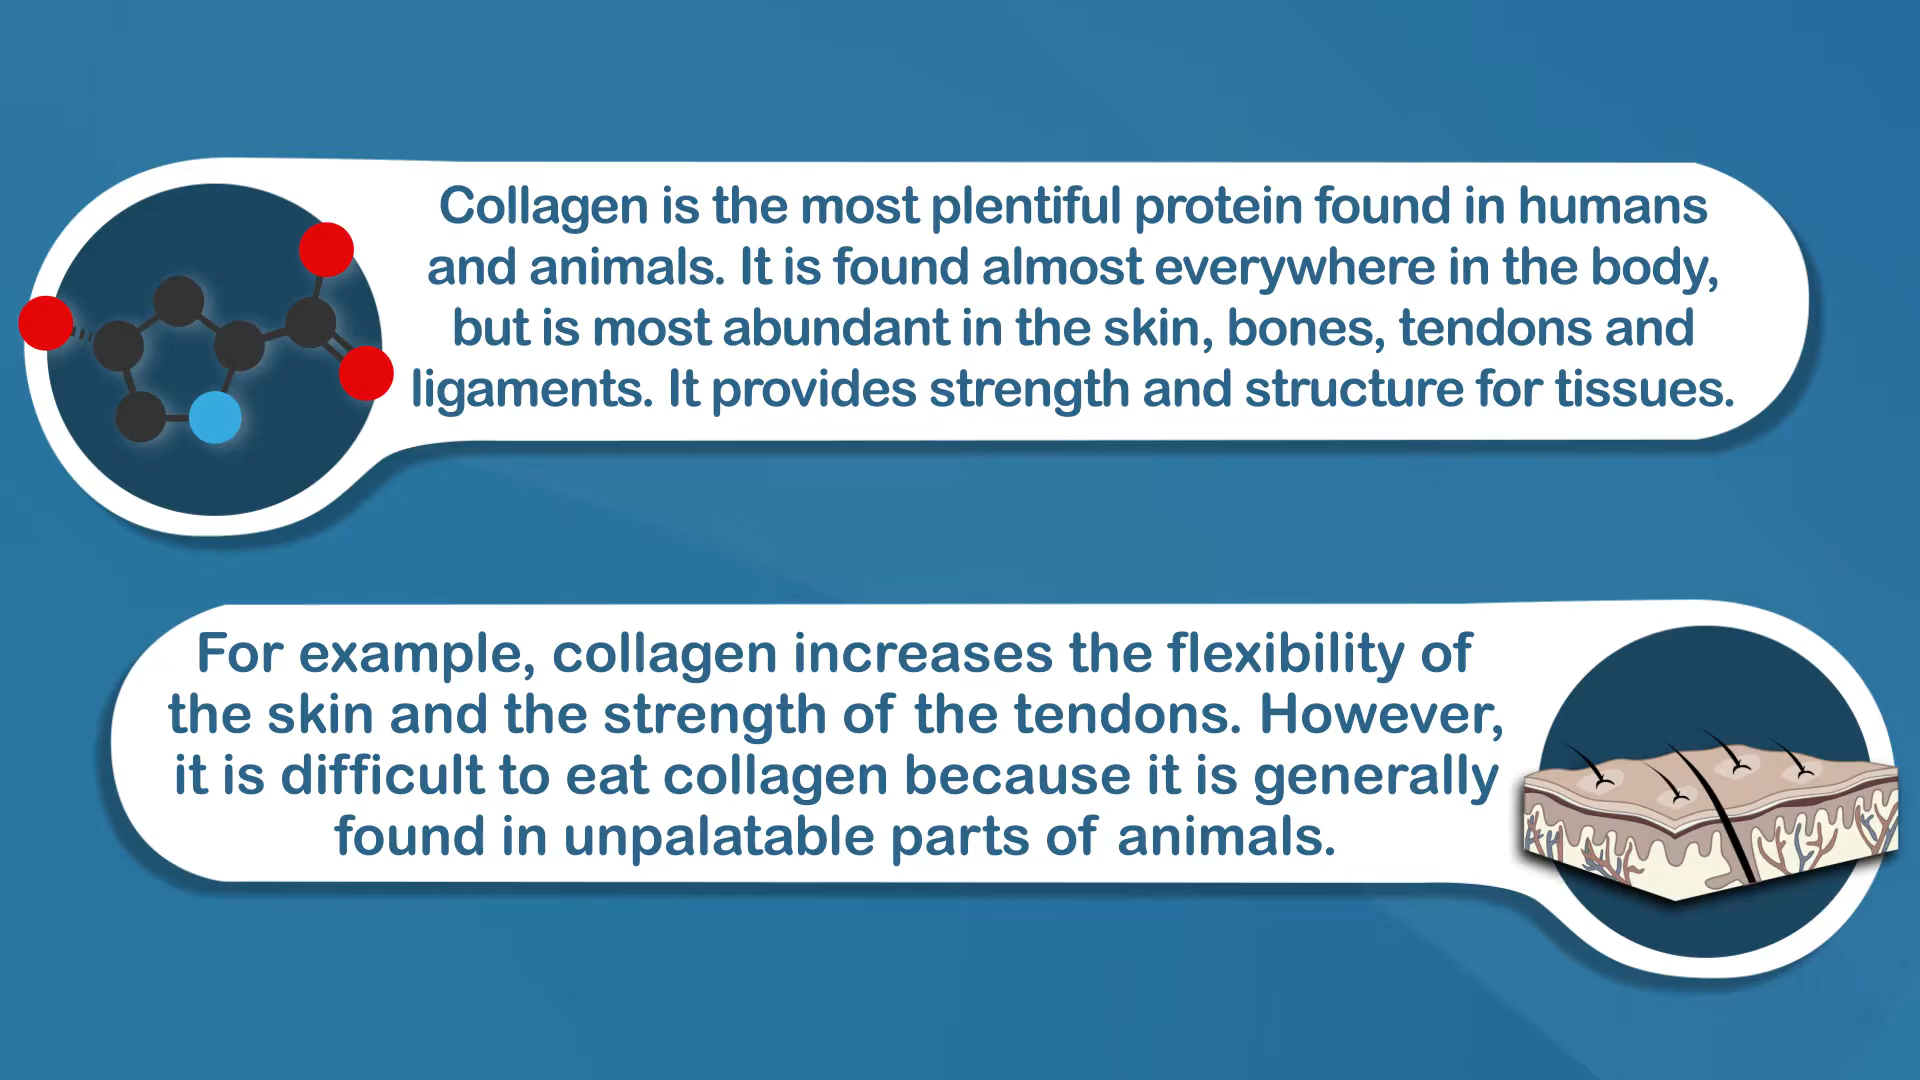 Collagen is the most plentiful protein found in humans
and animals. It is found almost everywhere in the body,
but is most abundant in the skin, bones, tendons and
ligaments. It provides strength and structure for tissues.
For example, collagen increases the flexibility of
the skin and the strength of the tendons. However,
it is difficult to eat collagen because it is generally
found in unpalatable parts of animals.